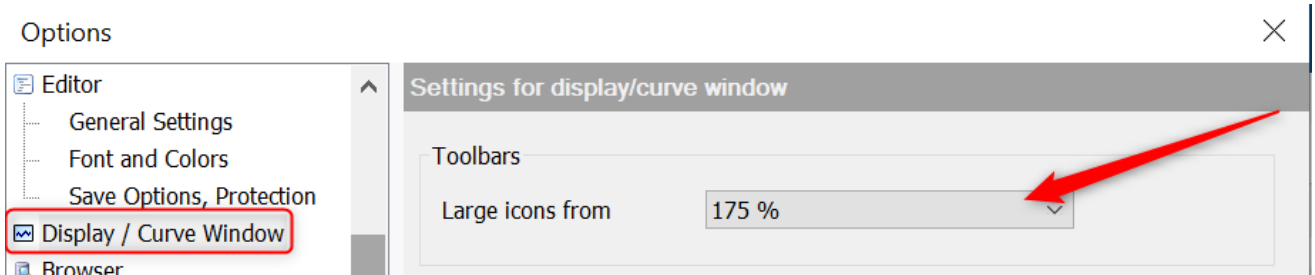 Options
Editor
General Settings
Font and Colors
Save Options, Protection
Display / Curve Window
Browser
Settings for display/curve window
Toolbars
Large icons from
175 %